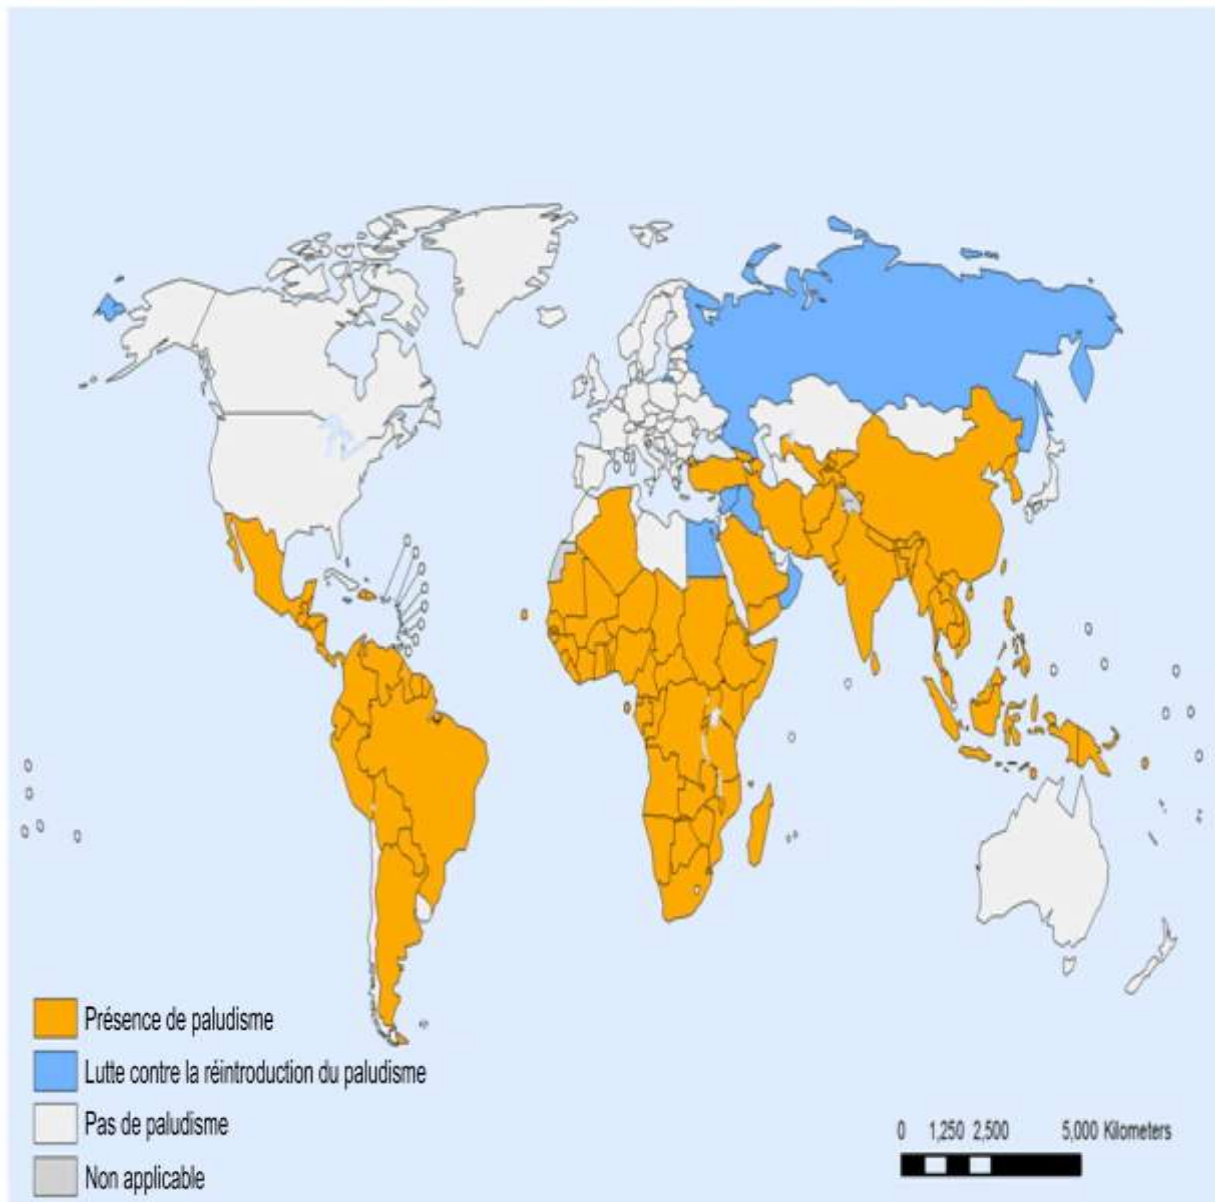 Présence de paludisme
Lutte contre la réintroduction du paludisme
Pas de paludisme
Non applicable
0 1,250 2,500 5,000 Kilometers